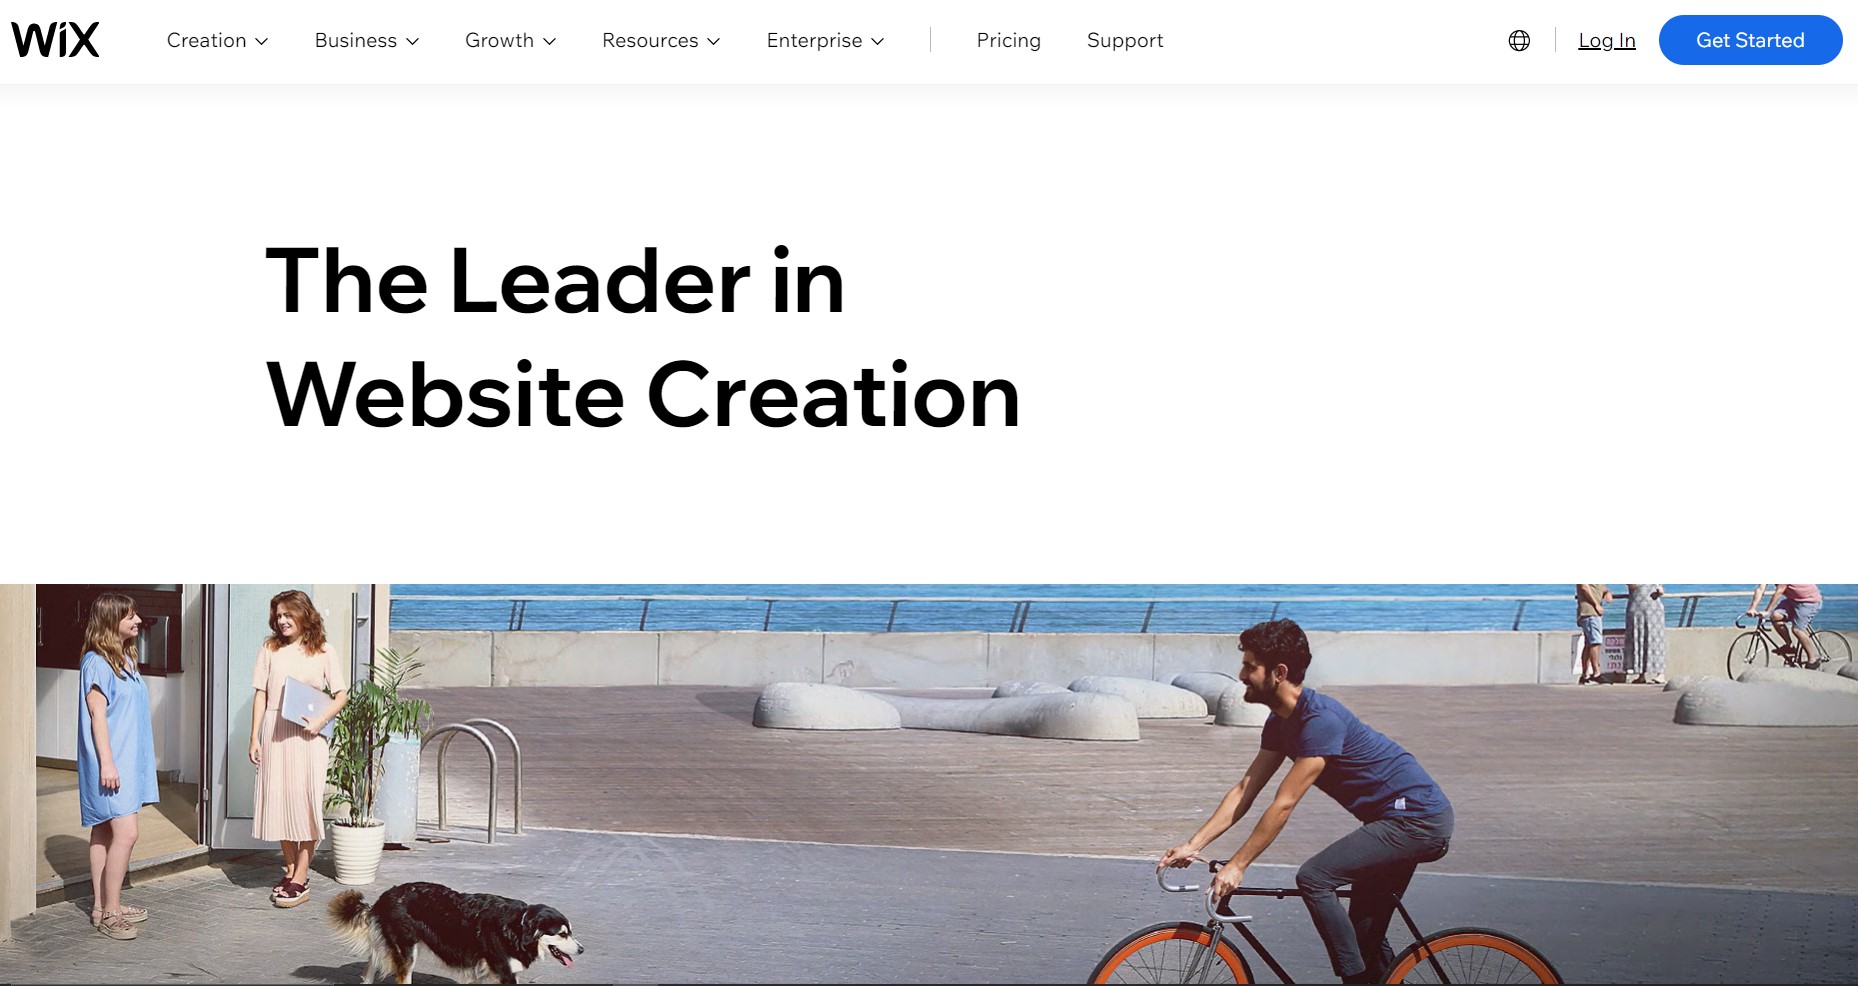 WiX
Creation
Business
Growth
Resources
Enterprise
Pricing
Support
Log In
Get Started
The Leader in
Website Creation